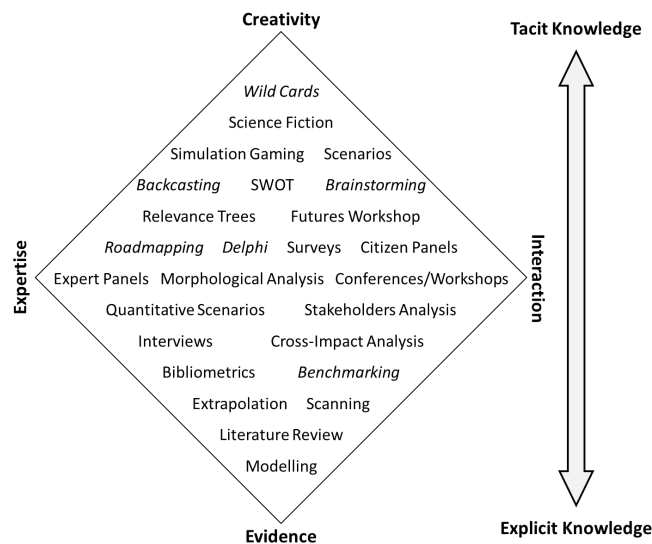 Creativity
Tacit Knowledge
Wild Cards
Science Fiction
Simulation Gaming Scenarios
Backcasting SWOT Brainstorming
Relevance Trees Futures Workshop
Roadmapping Delphi Surveys Citizen Panels
Expertise
Expert Panels Morphological Analysis Conferences/Workshops
Interaction
Quantitative Scenarios Stakeholders Analysis
Interviews Cross-Impact Analysis
Bibliometrics Benchmarking
Extrapolation Scanning
Literature Review
Modelling
Evidence
Explicit Knowledge